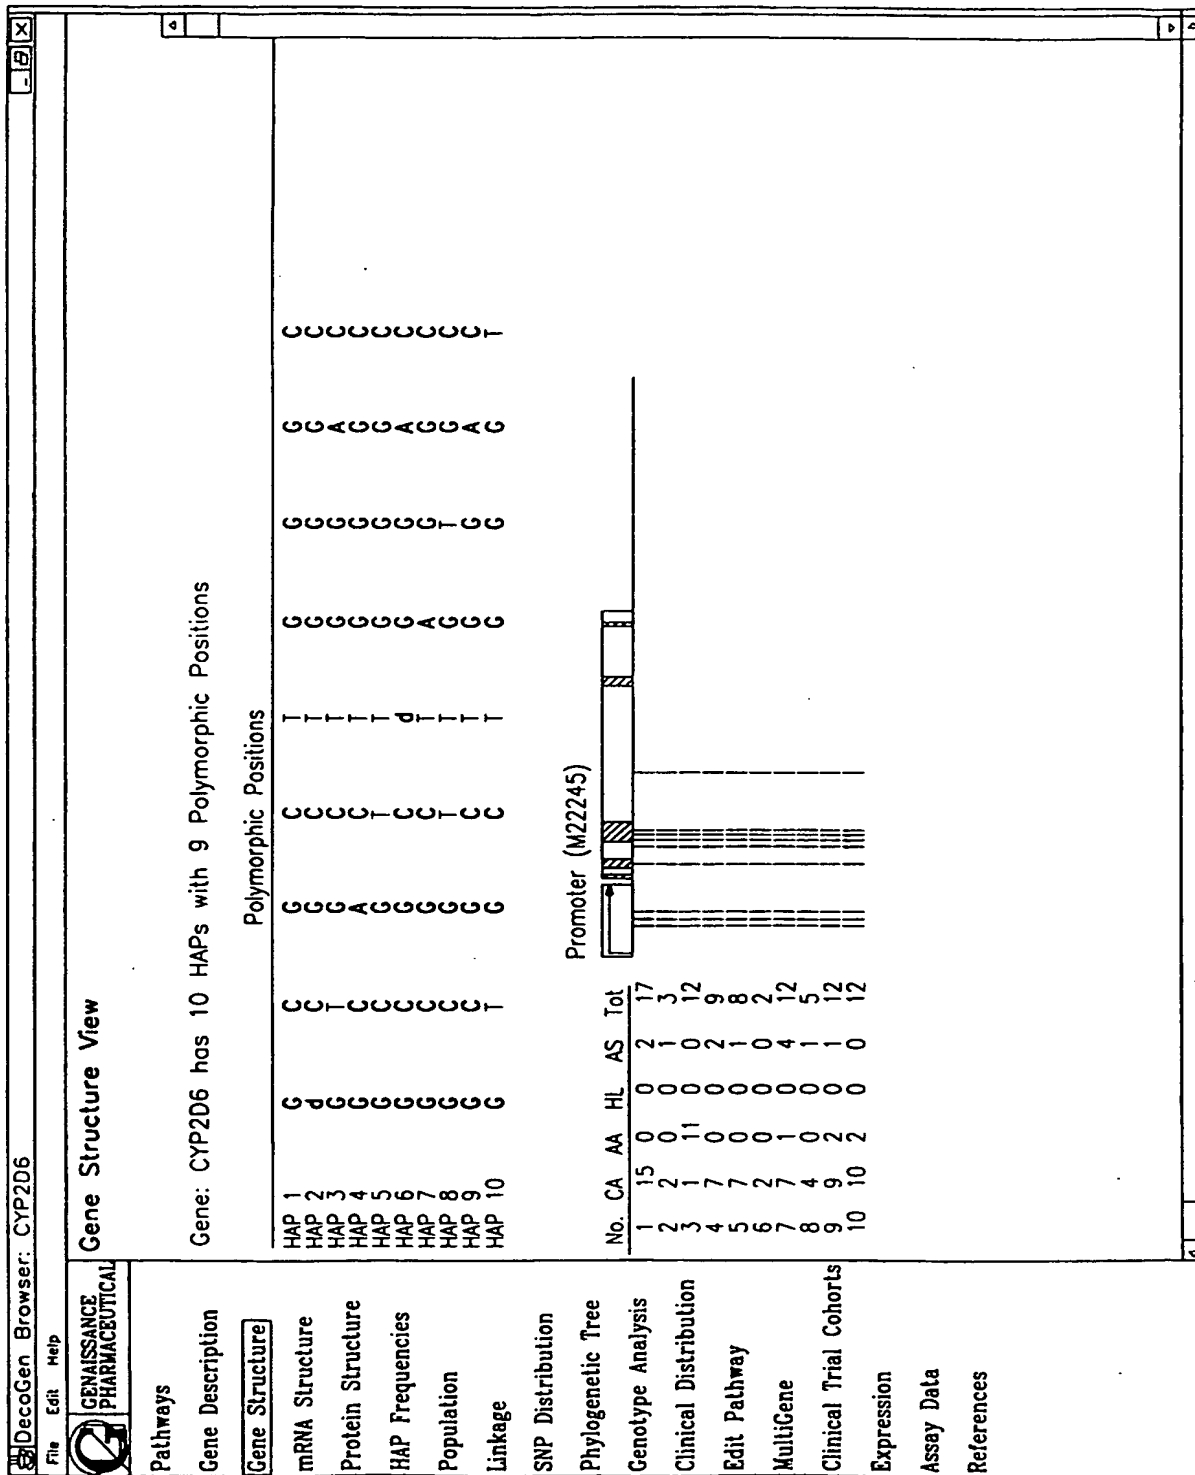 DecoGen Browser: CYP2D6
File Edit Help
GENAISSANCE
PHARMACEUTICAL
Pathways
Gene Description
Gene Structure
mRNA Structure
Protein Structure
HAP Frequencies
Population
Linkage
SNP Distribution
Phylogenetic Tree
Genotype Analysis
Clinical Distribution
Edit Pathway
MultiGene
Clinical Trial Cohorts
Expression
Assay Data
References
Gene Structure View
Gene: CYP2D6 has 10 HAPs with 9 Polymorphic Positions
Polymorphic Positions
HAP 1 G C G C T G G G C
HAP 2 d C G C T G G G C
HAP 3 G T G C T G G A C
HAP 4 G C A C T G G G C
HAP 5 G C G T T G G G C
HAP 6 G C G C d G G A C
HAP 7 G C G C T A G G C
HAP 8 G C G T T G T G C
HAP 9 G C G C T G G A C
HAP 10 G T G C T G G G T
Promoter (M22245)
No. CA AA HL AS Tot
1 15 0 0 2 17
2 2 0 0 1 3
3 1 11 0 0 12
4 7 0 0 2 9
5 7 0 0 1 8
6 2 0 0 0 2
7 7 1 0 4 12
8 4 0 0 1 5
9 9 2 0 1 12
10 10 2 0 0 12